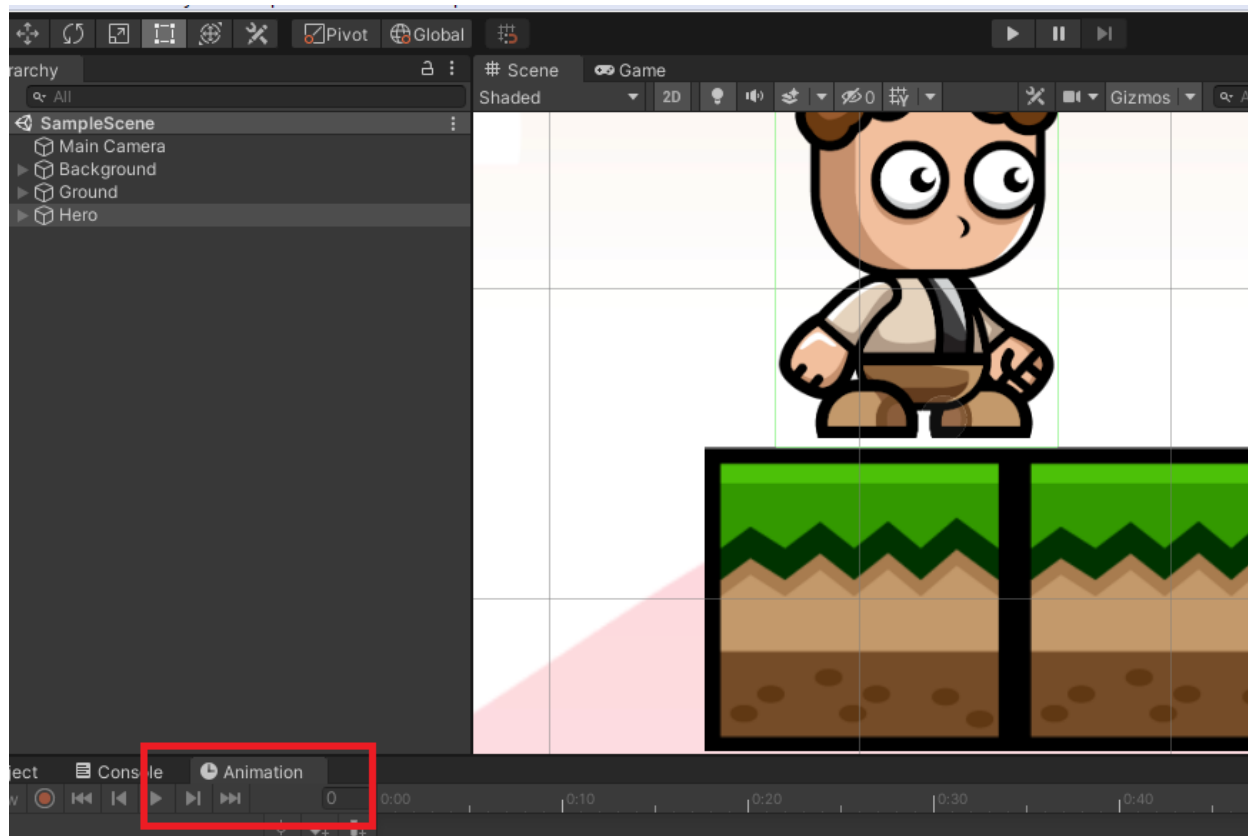 Pivot Global
rarchy
All
SampleScene
Main Camera
Background
Ground
Hero
# Scene Game
Shaded 2D 0 Gizmos A
ject Console Animation
w 0 0:00 0:10 0:20 0:30 0:40